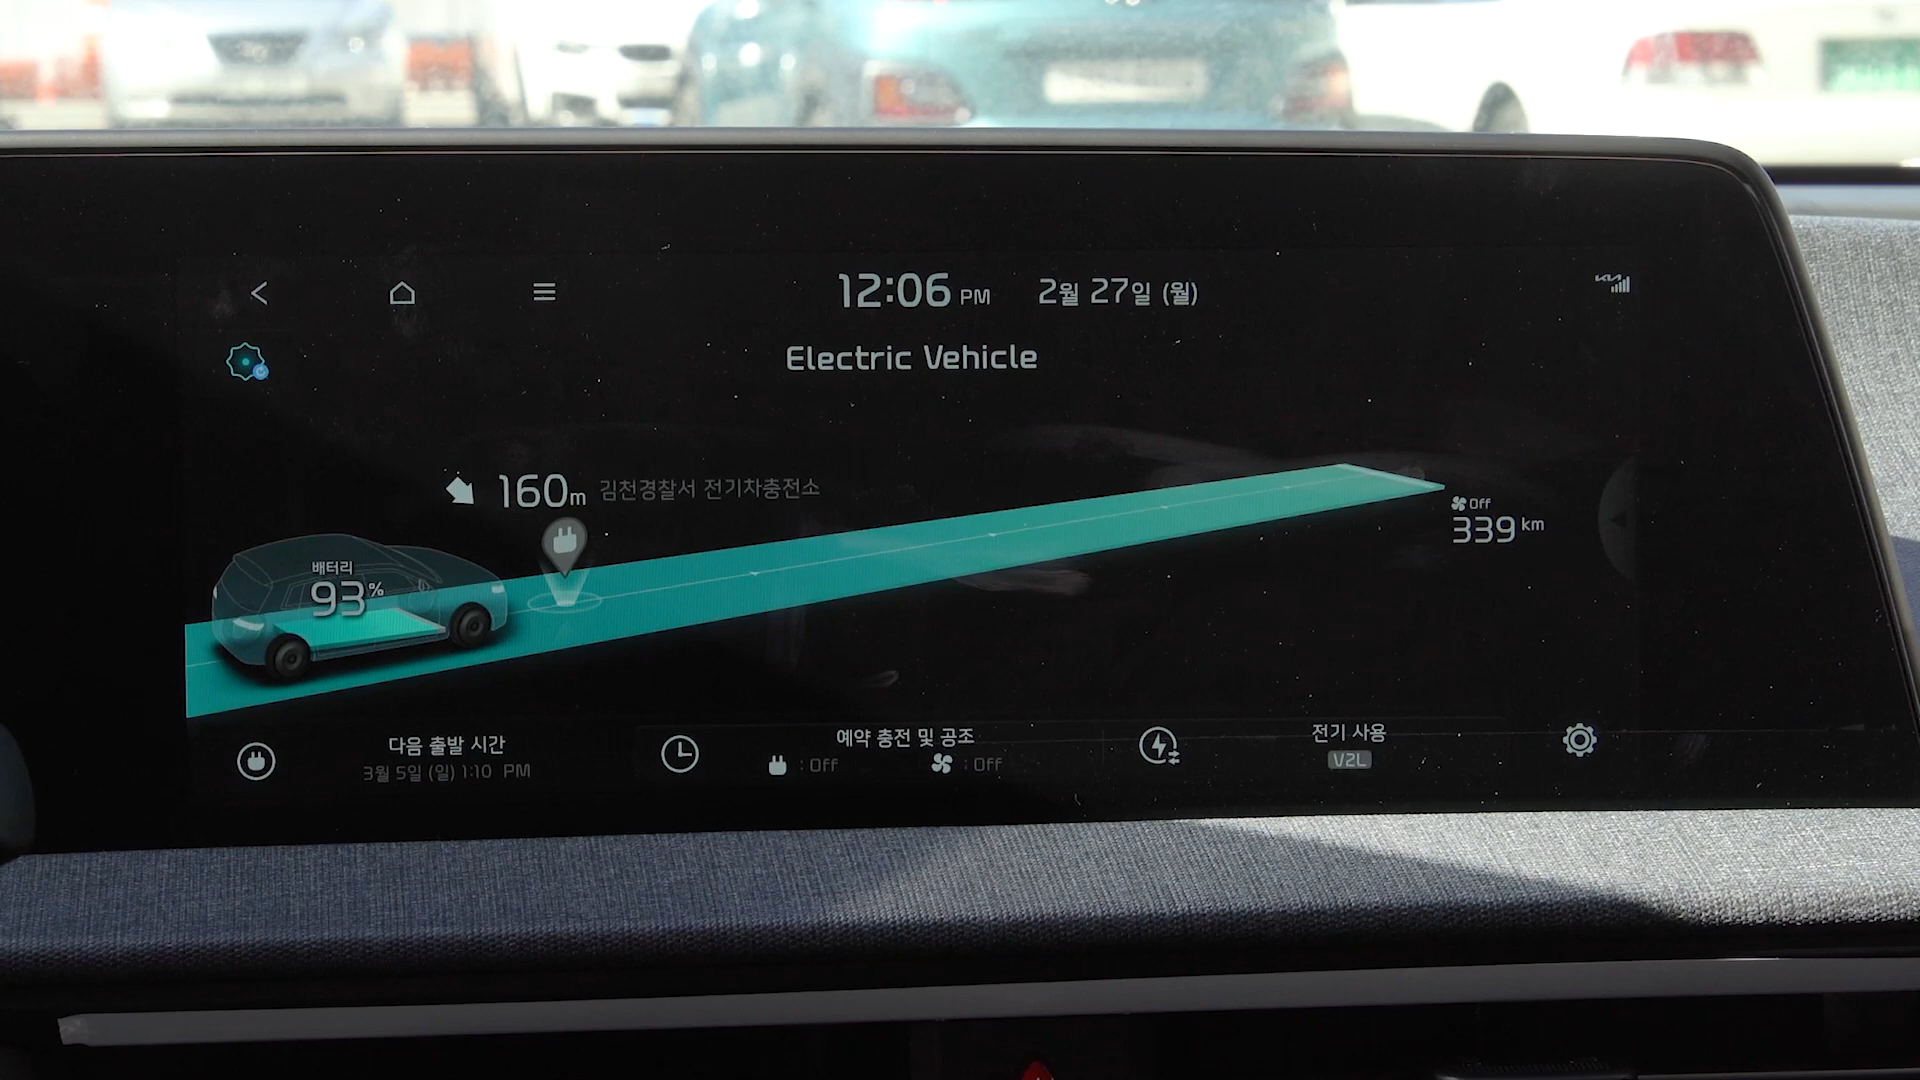 12:06 PM 2월 27일 (월)
Electric Vehicle
160m 김천경찰서 전기차충전소
Off
339 km
배터리
93%
다음 출발 시간
3월 5일 (일) 1:10 PM
예약 충전 및 공조
: Off : Off
전기 사용
V2L